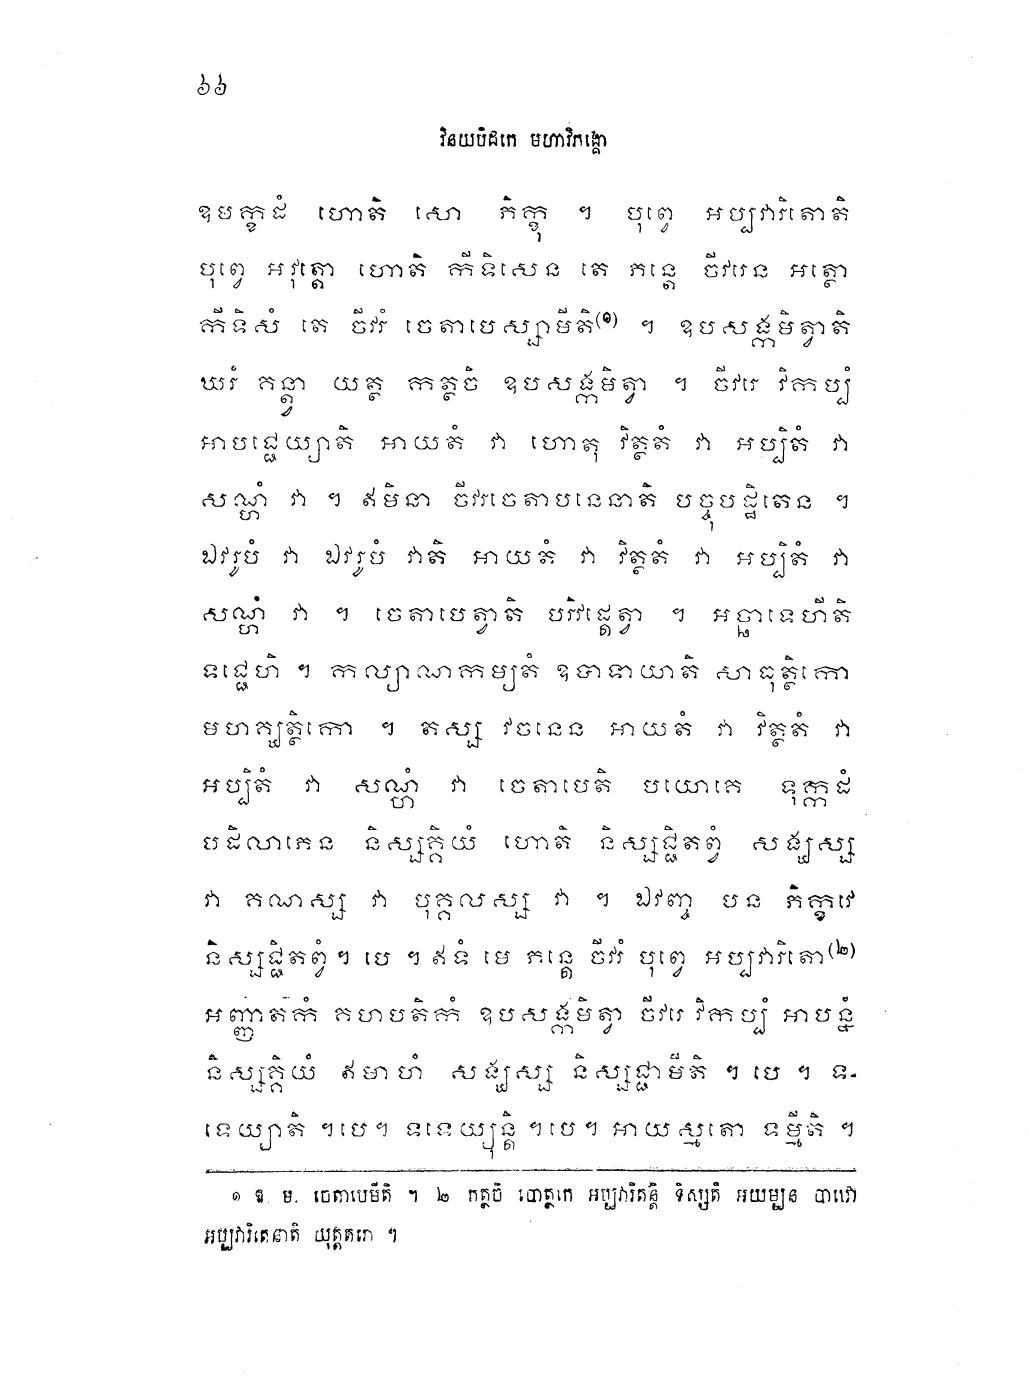 ៦៦
វិនយបិដកេ មហាវិភង្គោ
ឧបក្ខដំ ហោតិ សោ ភិក្ខុ ។ បុព្វេ អប្បវារិតោតិ
បុព្វេ អវុត្តោ ហោតិ កីទិសេន តេ ភន្តេ ចីវរេន អត្ថោ
កីទិសំ តេ ចីវរំ ចេតាបេស្សាមីតិ(១) ។ ឧបសង្កមិត្វាតិ
ឃរំ គន្ត្វា យត្ថ កត្ថចិ ឧបសង្កមិត្វា ។ ចីវរេ វិកប្បំ
អាបជ្ជេយ្យាតិ អាយតំ វា ហោតុ វិត្ថតំ វា អប្បិតំ វា
សណ្ហំ វា ។ ឥមិនា ចីវរចេតាបនេនាតិ បច្ចុបដ្ឋិតេន ។
ឯវរូបំ វា ឯវរូបំ វាតិ អាយតំ វា វិត្ថតំ វា អប្បិតំ វា
សណ្ហំ វា ។ ចេតាបេត្វាតិ បរិវដ្ដេត្វា ។ អច្ឆាទេហីតិ
ទជ្ជេហិ ។ កល្យាណកម្យតំ ឧបាទាយាតិ សាធុត្ថិកោ
មហគ្ឃត្ថិកោ ។ តស្ស វចនេន អាយតំ វា វិត្ថតំ វា
អប្បិតំ វា សណ្ហំ វា ចេតាបេតិ បយោគេ ទុក្កដំ
បដិលាភេន និស្សគ្គិយំ ហោតិ និស្សជ្ជិតព្វំ សង្ឃស្ស
វា គណស្ស វា បុគ្គលស្ស វា ។ ឯវញ្ច បន ភិក្ខវេ
និស្សជ្ជិតព្វំ ។ បេ ។ ឥទំ មេ ភន្តេ ចីវរំ បុព្វេ អប្បវារិតោ(២)
អញ្ញាតកំ គហបតិកំ ឧបសង្កមិត្វា ចីវរេ វិកប្បំ អាបន្នំ
និស្សគ្គិយំ ឥមាហំ សង្ឃស្ស និស្សជ្ជាមីតិ ។ បេ ។ ទ-
ទេយ្យាតិ ។ បេ ។ ទទេយ្យុន្តិ ។ បេ ។ អាយស្មតោ ទម្មីតិ ។
១ ឧ ម. ចេតាបេមីតិ ។ ២ កត្ថចិ បោត្ថកេ អប្បវារិតន្តិ ទិស្សតិ អយម្បន បាឋោ
អប្បវារិតេនាតិ យុត្តតរោ ។